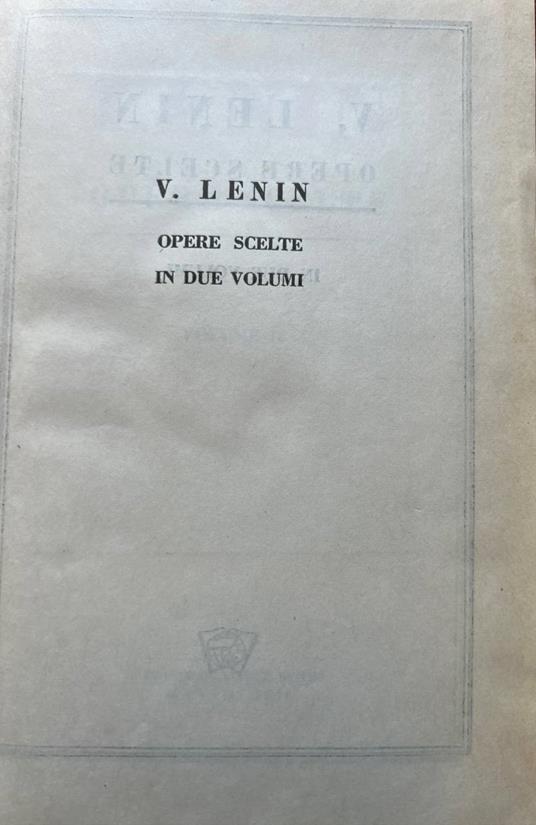 V. LENIN
OPERE SCELTE
IN DUE VOLUMI